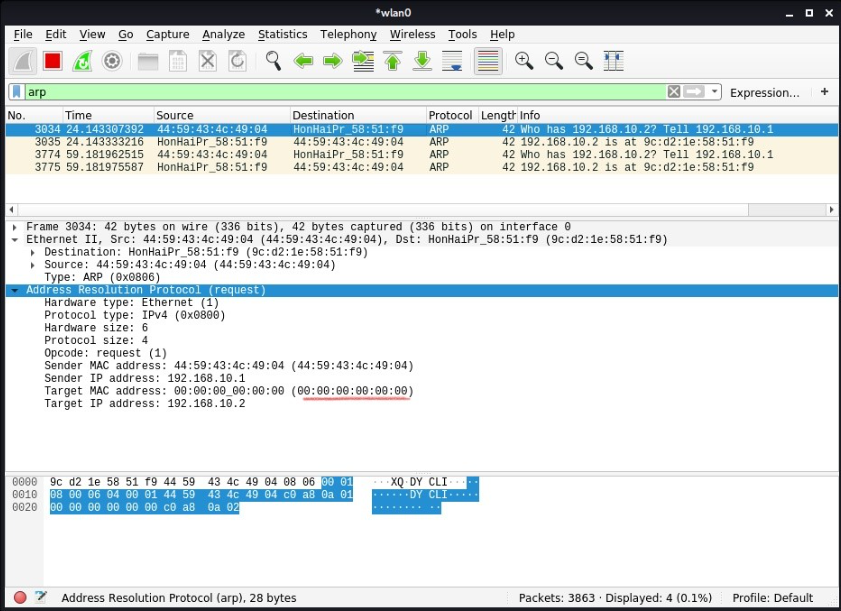 *wlan0
File Edit View Go Capture Analyze Statistics Telephony Wireless Tools Help
arp Expression... +
No. Time Source Destination Protocol Length Info
3034 24.143307392 44:59:43:4c:49:04 HonHaiPr_58:51:f9 ARP 42 Who has 192.168.10.2? Tell 192.168.10.1
3035 24.143333216 HonHaiPr_58:51:f9 44:59:43:4c:49:04 ARP 42 192.168.10.2 is at 9c:d2:1e:58:51:f9
3774 59.181962515 44:59:43:4c:49:04 HonHaiPr_58:51:f9 ARP 42 Who has 192.168.10.2? Tell 192.168.10.1
3775 59.181975587 HonHaiPr_58:51:f9 44:59:43:4c:49:04 ARP 42 192.168.10.2 is at 9c:d2:1e:58:51:f9
Frame 3034: 42 bytes on wire (336 bits), 42 bytes captured (336 bits) on interface 0
Ethernet II, Src: 44:59:43:4c:49:04 (44:59:43:4c:49:04), Dst: HonHaiPr_58:51:f9 (9c:d2:1e:58:51:f9)
Destination: HonHaiPr_58:51:f9 (9c:d2:1e:58:51:f9)
Source: 44:59:43:4c:49:04 (44:59:43:4c:49:04)
Type: ARP (0x0806)
Address Resolution Protocol (request)
Hardware type: Ethernet (1)
Protocol type: IPv4 (0x0800)
Hardware size: 6
Protocol size: 4
Opcode: request (1)
Sender MAC address: 44:59:43:4c:49:04 (44:59:43:4c:49:04)
Sender IP address: 192.168.10.1
Target MAC address: 00:00:00_00:00:00 (00:00:00:00:00:00)
Target IP address: 192.168.10.2
0000 9c d2 1e 58 51 f9 44 59 43 4c 49 04 08 06 00 01 ···XQ·DY CLI·····
0010 08 00 06 04 00 01 44 59 43 4c 49 04 c0 a8 0a 01 ······DY CLI·····
0020 00 00 00 00 00 00 c0 a8 0a 02 ········ ··
Address Resolution Protocol (arp), 28 bytes Packets: 3863 · Displayed: 4 (0.1%) Profile: Default